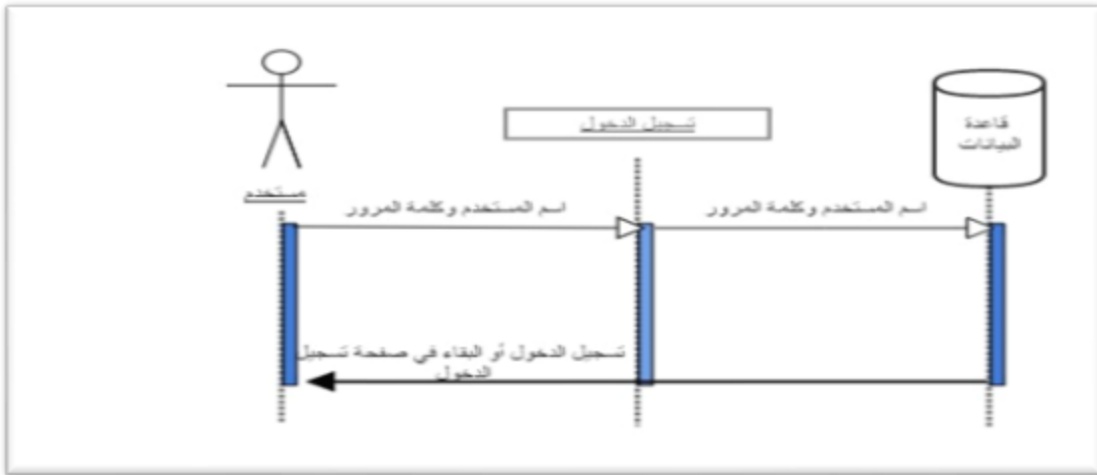 تسجيل الدخول
قاعدة
البيانات
مستخدم
اسم المستخدم وكلمة المرور
اسم المستخدم وكلمة المرور
تسجيل الدخول أو البقاء في صفحة تسجيل
الدخول